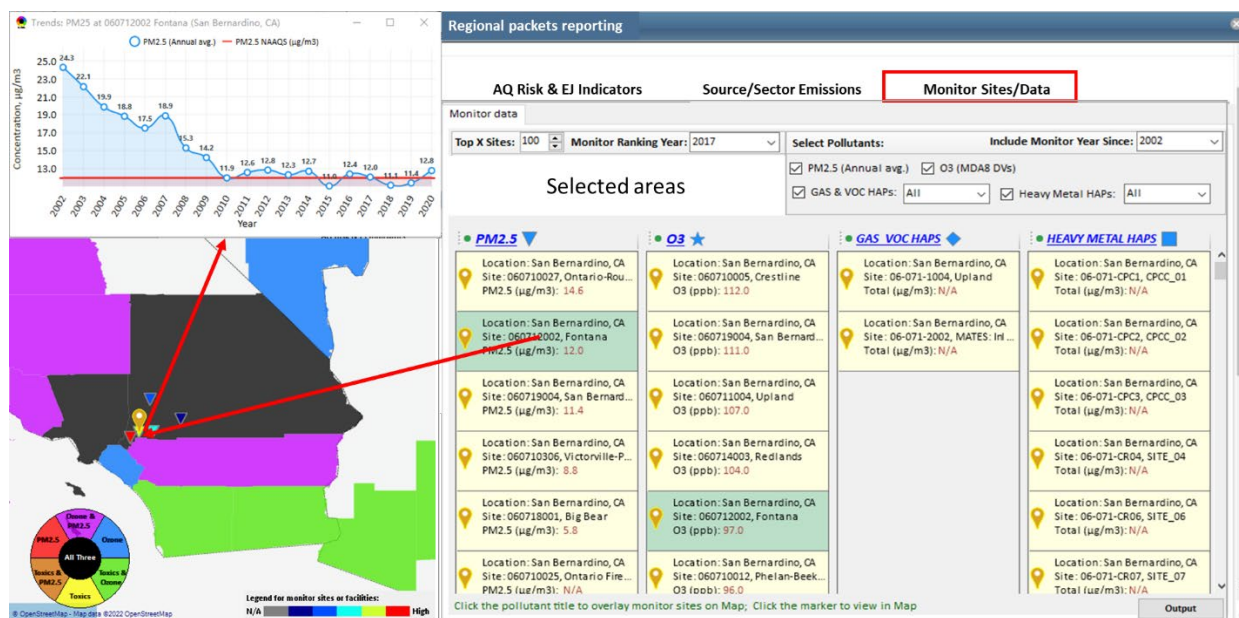 Trends: PM25 at 060712002 Fontana (San Bernardino, CA)
PM2.5 (Annual avg.) PM2.5 NAAQS (µg/m3)
Concentration, µg/m3
25.0
23.0
21.0
19.0
17.0
15.0
13.0
24.3
22.1
19.9
18.8
17.5
18.9
15.3
14.2
11.9
12.6
12.8
12.3
12.7
11.0
12.4
12.0
11.1
11.4
12.8
2002 2003 2004 2005 2006 2007 2008 2009 2010 2011 2012 2013 2014 2015 2016 2017 2018 2019 2020
Year
Ozone & PM2.5
PM2.5
Ozone
All Three
Toxics & PM2.5
Toxics & Ozone
Toxics
Legend for monitor sites or facilities:
N/A High
© OpenStreetMap - Map data ©2022 OpenStreetMap
Regional packets reporting
AQ Risk & EJ Indicators Source/Sector Emissions Monitor Sites/Data
Monitor data
Top X Sites: 100 Monitor Ranking Year: 2017
Select Pollutants: Include Monitor Year Since: 2002
PM2.5 (Annual avg.) O3 (MDA8 DVs)
GAS & VOC HAPs: All Heavy Metal HAPs: All
Selected areas
PM2.5
Location: San Bernardino, CA
Site: 060710027, Ontario-Rou...
PM2.5 (µg/m3): 14.6
Location: San Bernardino, CA
Site: 060712002, Fontana
PM2.5 (µg/m3): 12.0
Location: San Bernardino, CA
Site: 060719004, San Bernard...
PM2.5 (µg/m3): 11.4
Location: San Bernardino, CA
Site: 060710306, Victorville-P...
PM2.5 (µg/m3): 8.8
Location: San Bernardino, CA
Site: 060718001, Big Bear
PM2.5 (µg/m3): 5.8
Location: San Bernardino, CA
Site: 060710025, Ontario Fire...
PM2.5 (µg/m3): N/A
O3
Location: San Bernardino, CA
Site: 060710005, Crestline
O3 (ppb): 112.0
Location: San Bernardino, CA
Site: 060719004, San Bernard...
O3 (ppb): 111.0
Location: San Bernardino, CA
Site: 060711004, Upland
O3 (ppb): 107.0
Location: San Bernardino, CA
Site: 060714003, Redlands
O3 (ppb): 104.0
Location: San Bernardino, CA
Site: 060712002, Fontana
O3 (ppb): 97.0
Location: San Bernardino, CA
Site: 060710012, Phelan-Beek...
O3 (ppb): 96.0
GAS VOC HAPS
Location: San Bernardino, CA
Site: 06-071-1004, Upland
Total (µg/m3): N/A
Location: San Bernardino, CA
Site: 06-071-2002, MATES: Inl ...
Total (µg/m3): N/A
HEAVY METAL HAPS
Location: San Bernardino, CA
Site: 06-071-CPC1, CPCC_01
Total (µg/m3): N/A
Location: San Bernardino, CA
Site: 06-071-CPC2, CPCC_02
Total (µg/m3): N/A
Location: San Bernardino, CA
Site: 06-071-CPC3, CPCC_03
Total (µg/m3): N/A
Location: San Bernardino, CA
Site: 06-071-CR04, SITE_04
Total (µg/m3): N/A
Location: San Bernardino, CA
Site: 06-071-CR06, SITE_06
Total (µg/m3): N/A
Location: San Bernardino, CA
Site: 06-071-CR07, SITE_07
Total (µg/m3): N/A
Click the pollutant title to overlay monitor sites on Map; Click the marker to view in Map
Output